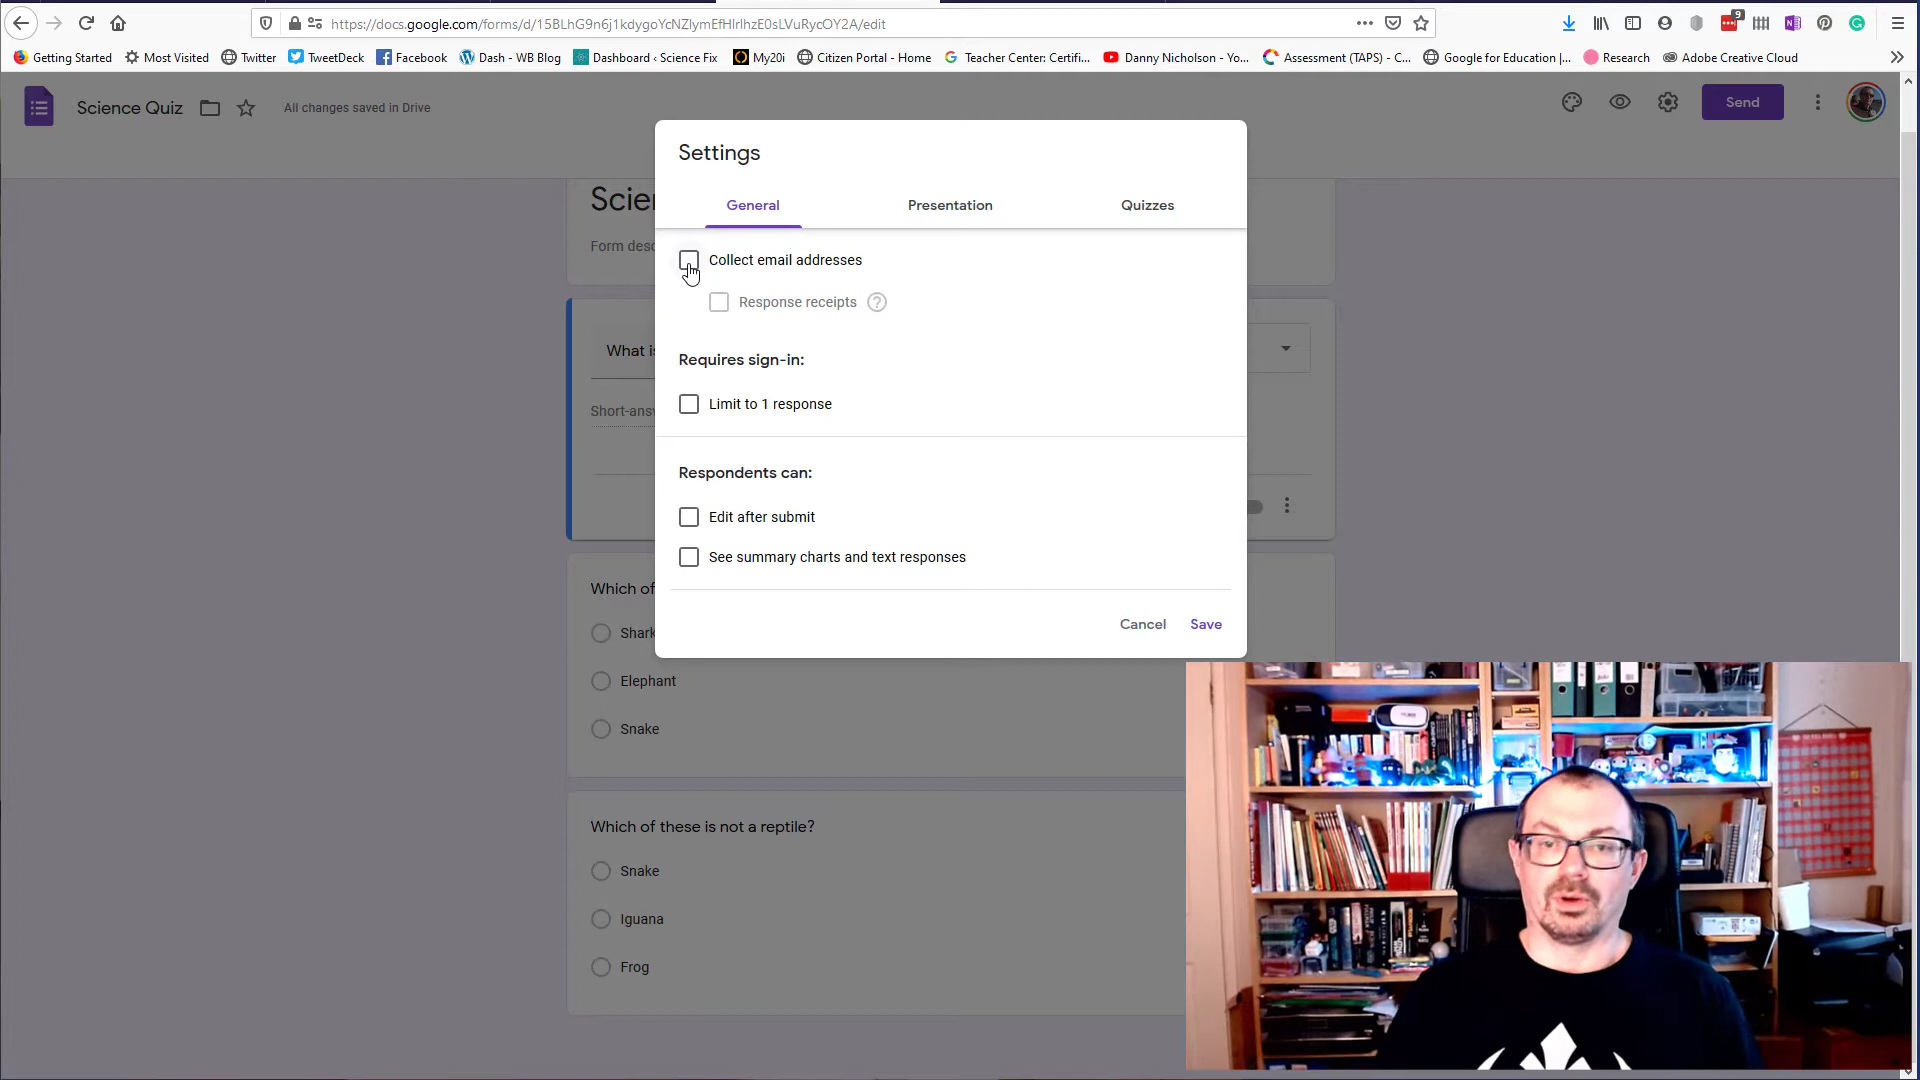 https://docs.google.com/forms/d/15BLhG9n6j1kdygoYcNZlymEfHlrlhzE0sLVuRycOY2A/edit
9
Getting Started
Most Visited
Twitter
TweetDeck
Facebook
Dash - WB Blog
Dashboard ‹ Science Fix
My20i
Citizen Portal - Home
Teacher Center: Certifi...
Danny Nicholson - Yo...
Assessment (TAPS) - C...
Google for Education |...
Research
Adobe Creative Cloud
Science Quiz
All changes saved in Drive
Send
Settings
General
Presentation
Quizzes
Scien
Form desc
Collect email addresses
Response receipts
What is
Requires sign-in:
Short-answ
Limit to 1 response
Respondents can:
Edit after submit
See summary charts and text responses
Which of
Cancel
Save
Shark
Elephant
Snake
Which of these is not a reptile?
Snake
Iguana
Frog